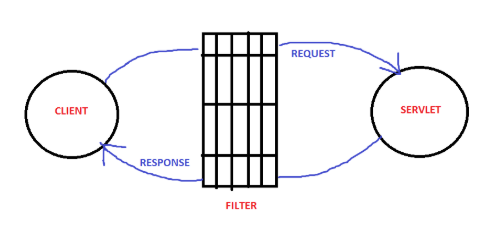 REQUEST
CLIENT
SERVLET
RESPONSE
FILTER